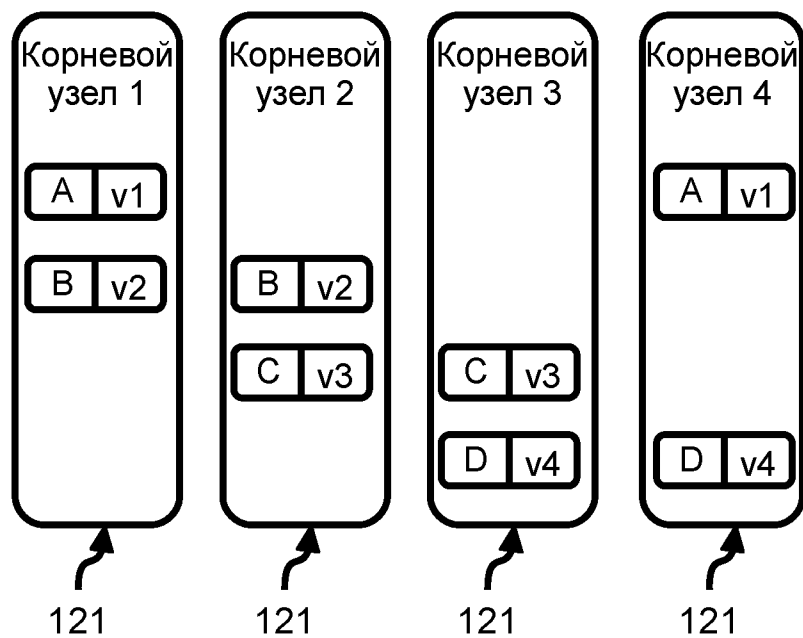 Корневой
узел 1
A v1
B v2
121
Корневой
узел 2
B v2
C v3
121
Корневой
узел 3
C v3
D v4
121
Корневой
узел 4
A v1
D v4
121